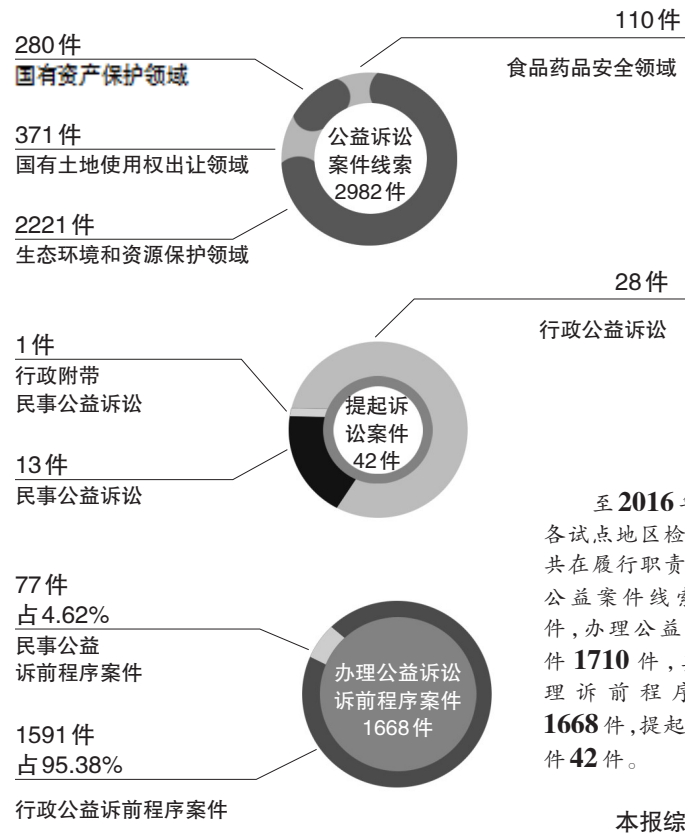 280件
国有资产保护领域
110件
食品药品安全领域
371件
国有土地使用权出让领域
2221件
生态环境和资源保护领域
公益诉讼
案件线索
2982件
28件
行政公益诉讼
1件
行政附带
民事公益诉讼
13件
民事公益诉讼
提起诉
讼案件
42件
77件
占4.62%
民事公益
诉前程序案件
1591件
占95.38%
行政公益诉前程序案件
办理公益诉讼
诉前程序案件
1668件
至2016
各试点地区检
共在履行职责
公益案件线索
件,办理公益
件1710件,
理诉前程序
1668件,提起
件42件。
本报综